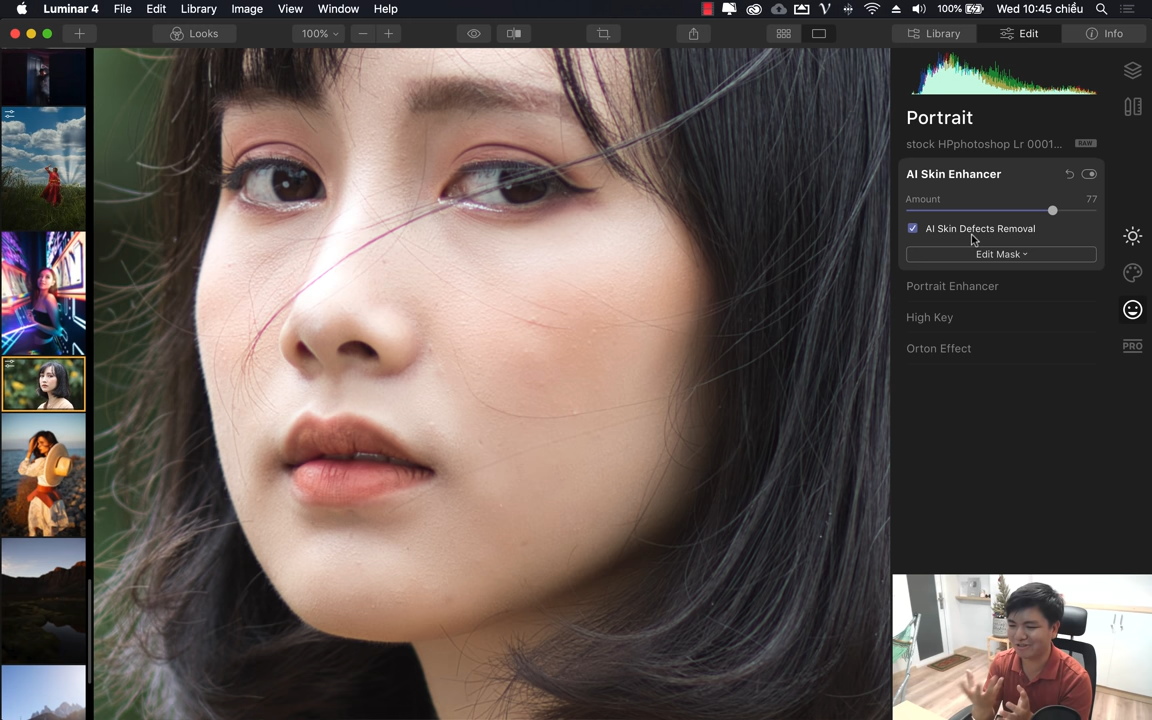 Luminar 4 File Edit Library Image View Window Help 100% Wed 10:45 chiều
Looks 100% Library Edit Info
Portrait
stock HPphotoshop Lr 0001... RAW
AI Skin Enhancer
Amount 77
AI Skin Defects Removal
Edit Mask
Portrait Enhancer
High Key
Orton Effect
PRO